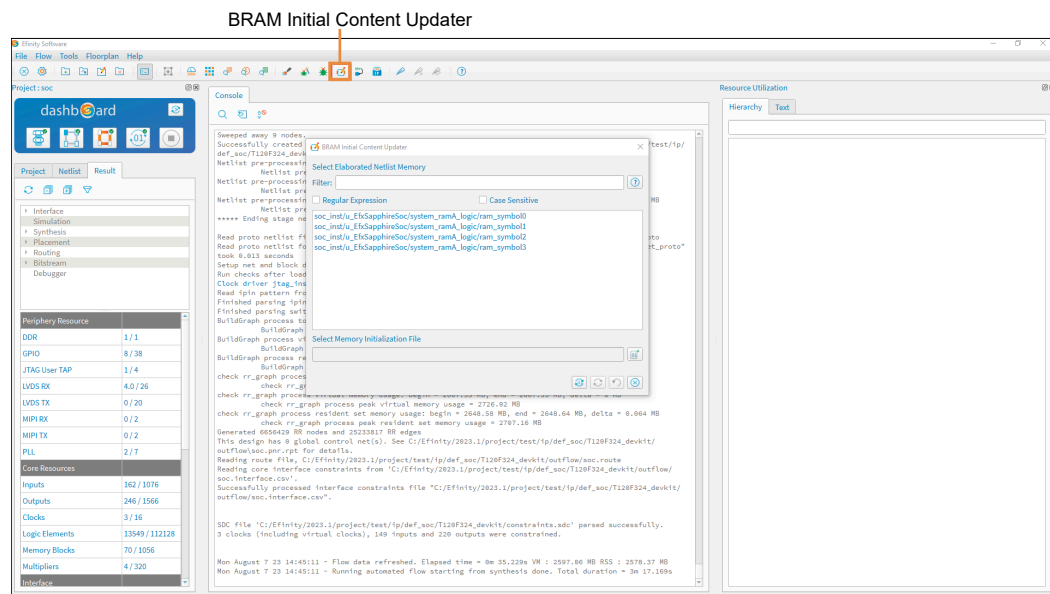 BRAM Initial Content Updater
Efinity Software
File Flow Tools Floorplan Help
Project : soc
dashboard
Project Netlist Result
Interface
Simulation
Synthesis
Placement
Routing
Bitstream
Debugger
Periphery Resource
DDR 1 / 1
GPIO 8 / 38
JTAG User TAP 1 / 4
LVDS RX 4.0 / 26
LVDS TX 0 / 20
MIPI RX 0 / 2
MIPI TX 0 / 2
PLL 2 / 7
Core Resources
Inputs 162 / 1076
Outputs 246 / 1566
Clocks 3 / 16
Logic Elements 13549 / 112128
Memory Blocks 70 / 1056
Multipliers 4 / 320
Interface
Console
Sweeped away 9 nodes.
Successfully created /test/ip/
def_soc/T120F324_devk
Netlist pre-processin
Netlist pre
Netlist pre-processin
Netlist pre
Netlist pre-processin MB
Netlist pre
***** Ending stage ne
Read proto netlist fi oto
Read proto netlist fo et_proto"
took 0.013 seconds
Setup net and block d
Run checks after load
Clock driver jtag_ins
Read ipin pattern fro
Finished parsing ipin
Finished parsing swit
BuildGraph process to
BuildGraph
BuildGraph process vi
BuildGraph
BuildGraph process re
BuildGraph
check rr_graph proces
check rr_gr
check rr_graph process virtual memory usage: begin =
check rr_graph process peak virtual memory usage = 2726.02 MB
check rr_graph process resident set memory usage: begin = 2648.58 MB, end = 2648.64 MB, delta = 0.064 MB
check rr_graph process peak resident set memory usage = 2707.16 MB
Generated 6656429 RR nodes and 25233817 RR edges
This design has 0 global control net(s). See C:/Efinity/2023.1/project/test/ip/def_soc/T120F324_devkit/
outflow\soc.pnr.rpt for details.
Reading route file, C:/Efinity/2023.1/project/test/ip/def_soc/T120F324_devkit/outflow/soc.route
Reading core interface constraints from 'C:/Efinity/2023.1/project/test/ip/def_soc/T120F324_devkit/outflow/
soc.interface.csv'.
Successfully processed interface constraints file "C:/Efinity/2023.1/project/test/ip/def_soc/T120F324_devkit/
outflow/soc.interface.csv".
SDC file 'C:/Efinity/2023.1/project/test/ip/def_soc/T120F324_devkit/constraints.sdc' parsed successfully.
3 clocks (including virtual clocks), 149 inputs and 220 outputs were constrained.
Mon August 7 23 14:45:11 - Flow data refreshed. Elapsed time = 0m 35.229s VM : 2597.86 MB RSS : 2578.37 MB
Mon August 7 23 14:45:11 - Running automated flow starting from synthesis done. Total duration = 3m 17.169s
BRAM Initial Content Updater
Select Elaborated Netlist Memory
Filter:
Regular Expression Case Sensitive
soc_inst/u_EfxSapphireSoc/system_ramA_logic/ram_symbol0
soc_inst/u_EfxSapphireSoc/system_ramA_logic/ram_symbol1
soc_inst/u_EfxSapphireSoc/system_ramA_logic/ram_symbol2
soc_inst/u_EfxSapphireSoc/system_ramA_logic/ram_symbol3
Select Memory Initialization File
Resource Utilization
Hierarchy Text